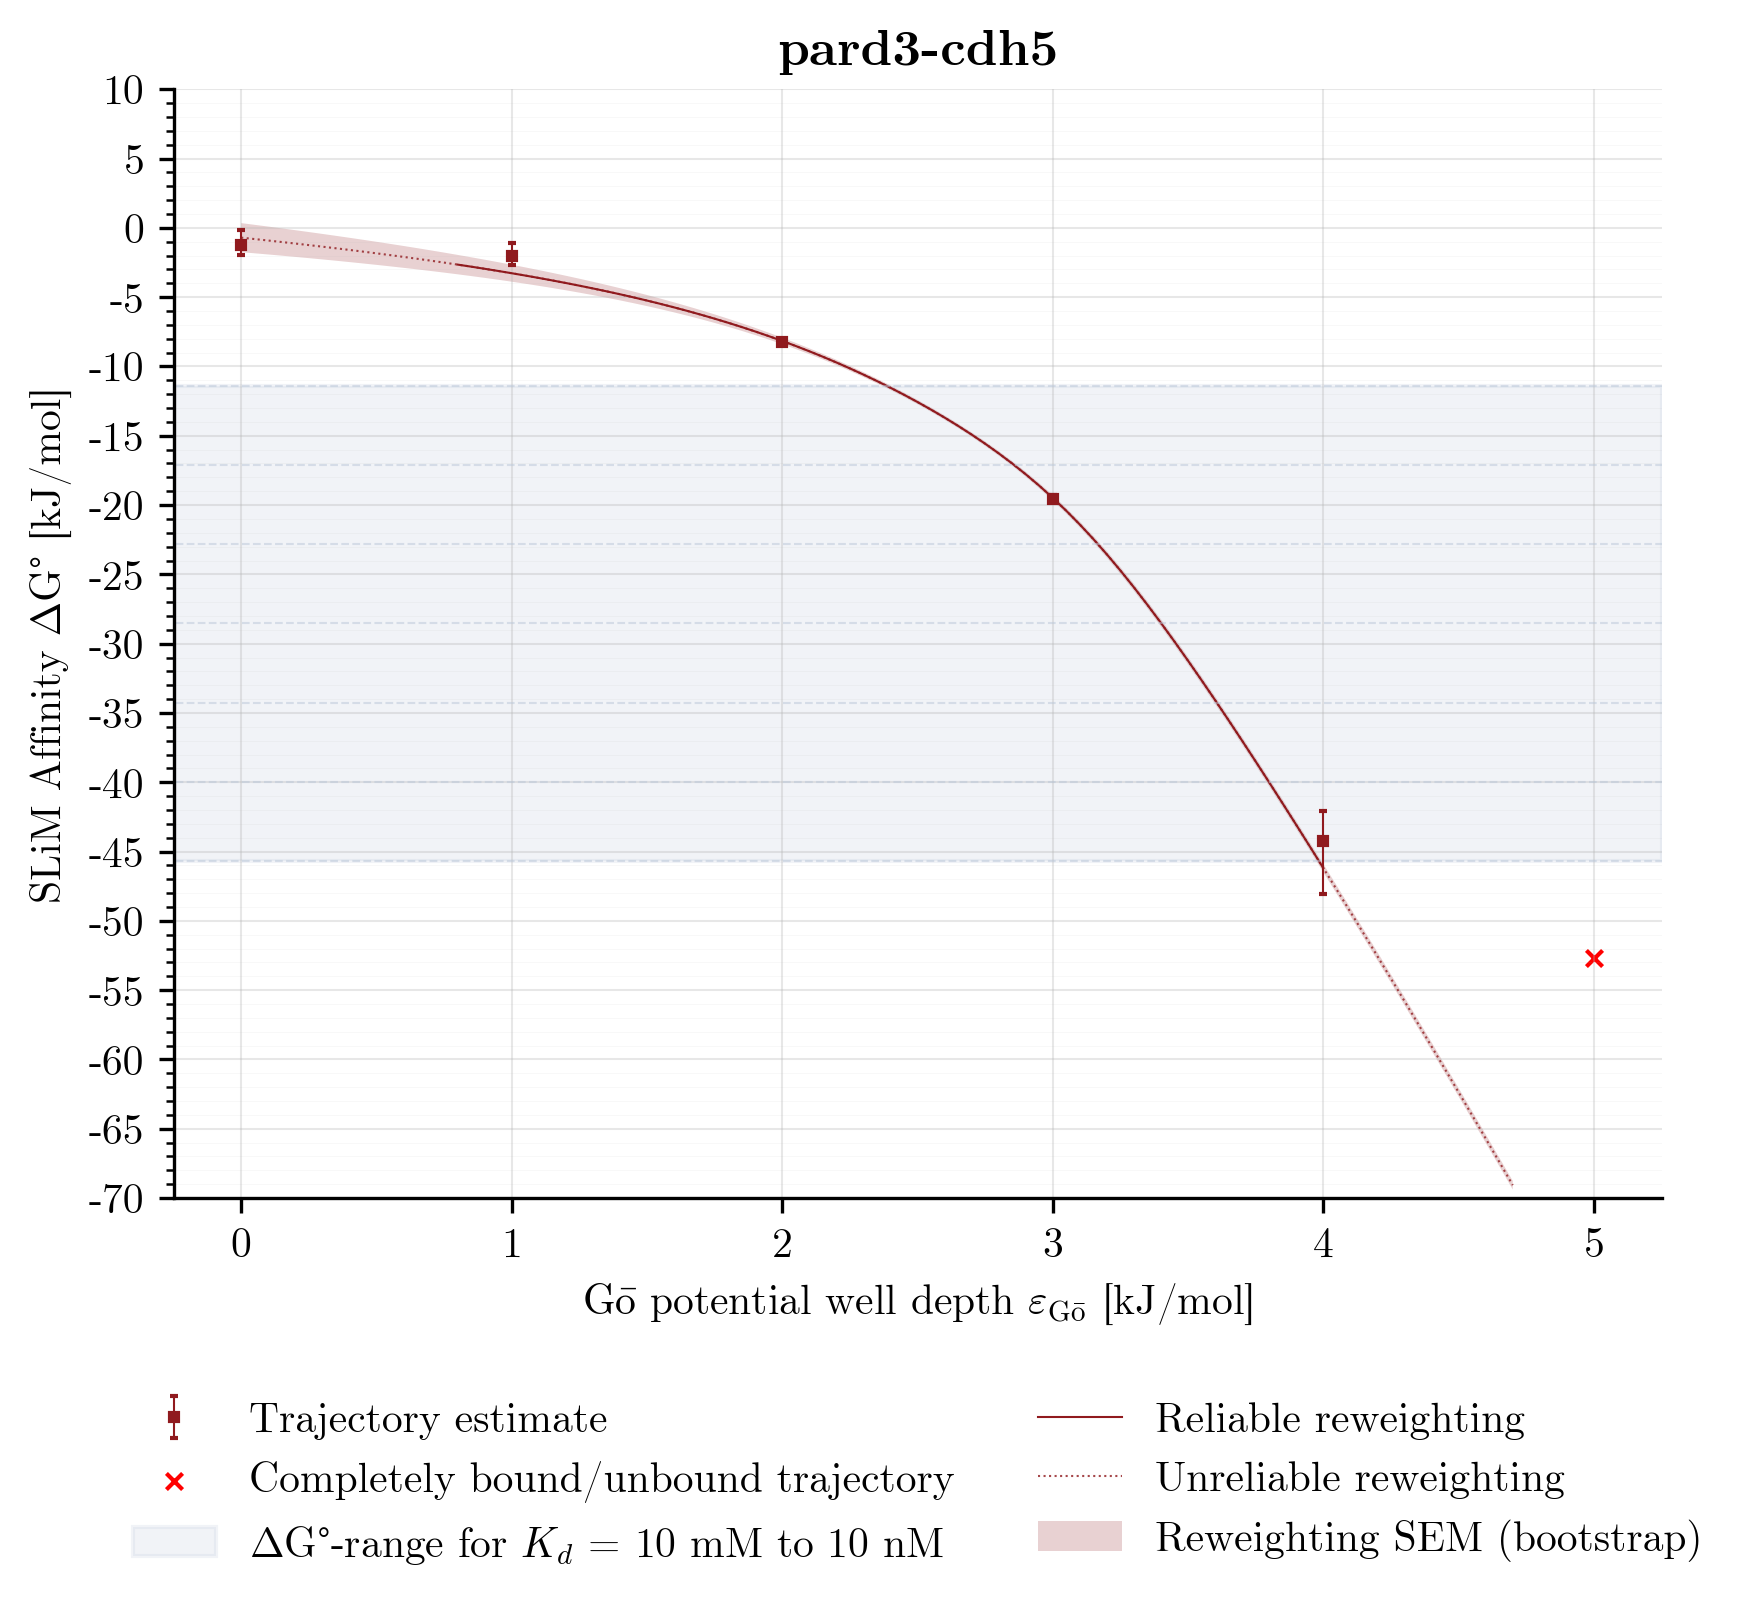 pard3-cdh5
10
5
0
-5
-10
-15
-20
-25
-30
-35
-40
-45
-50
-55
-60
-65
-70
SLiM Affinity ΔG° [kJ/mol]
0 1 2 3 4 5
Gō potential well depth ε_Gō [kJ/mol]
Trajectory estimate
Completely bound/unbound trajectory
ΔG°-range for K_d = 10 mM to 10 nM
Reliable reweighting
Unreliable reweighting
Reweighting SEM (bootstrap)